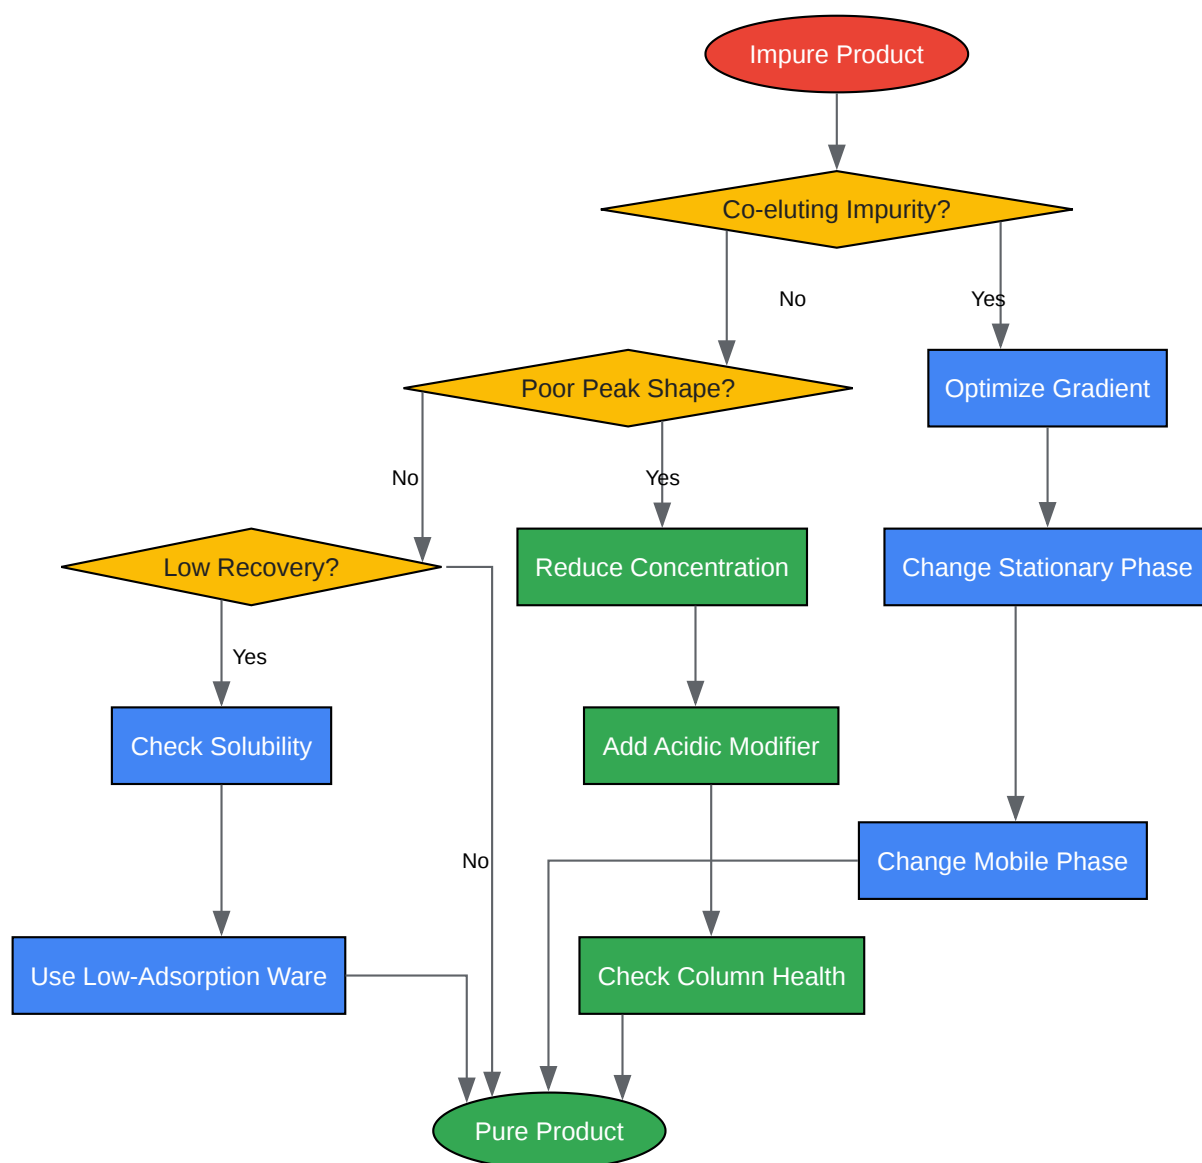 Impure Product
Co-eluting Impurity?
No
Yes
Poor Peak Shape?
Optimize Gradient
No
Yes
Low Recovery?
Reduce Concentration
Change Stationary Phase
Yes
Check Solubility
Add Acidic Modifier
No
Change Mobile Phase
Use Low-Adsorption Ware
Check Column Health
Pure Product